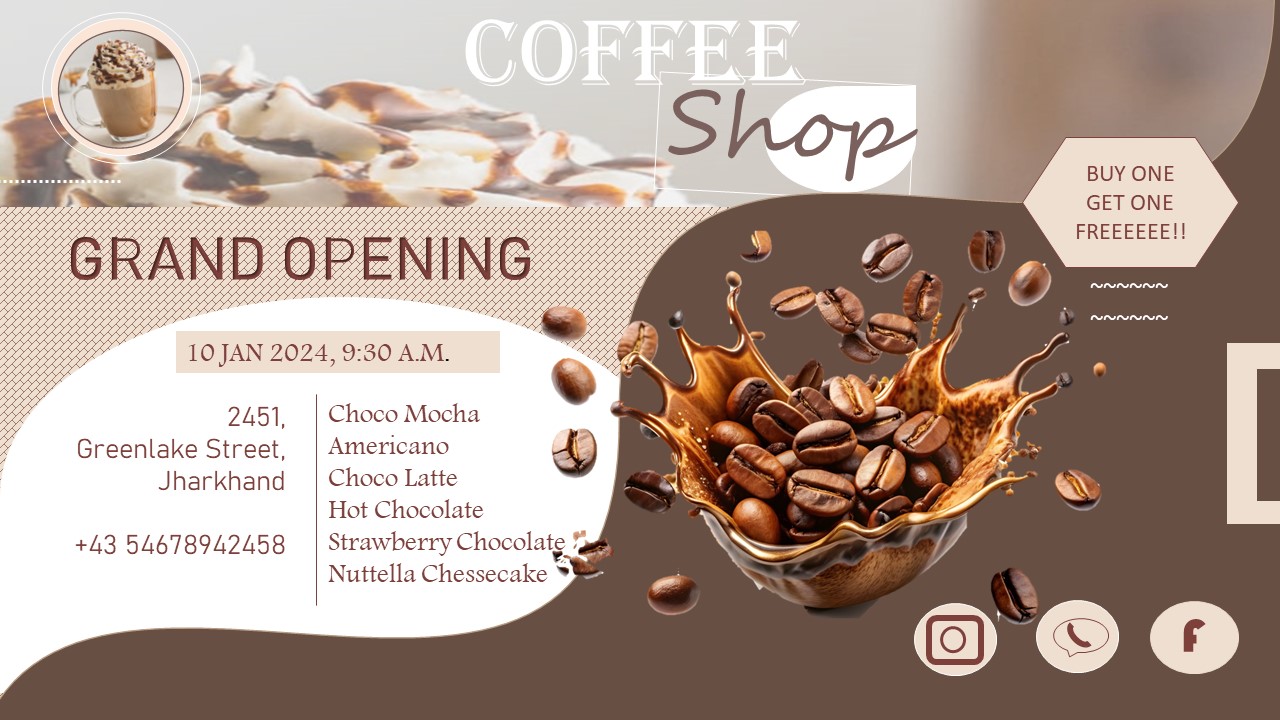 COFFEE
Shop
BUY ONE
GET ONE
FREEEEEE!!
~~~~~~
~~~~~~
GRAND OPENING
10 JAN 2024, 9:30 A.M.
2451,
Greenlake Street,
Jharkhand
+43 54678942458
Choco Mocha
Americano
Choco Latte
Hot Chocolate
Strawberry Chocolate
Nuttella Chessecake
f